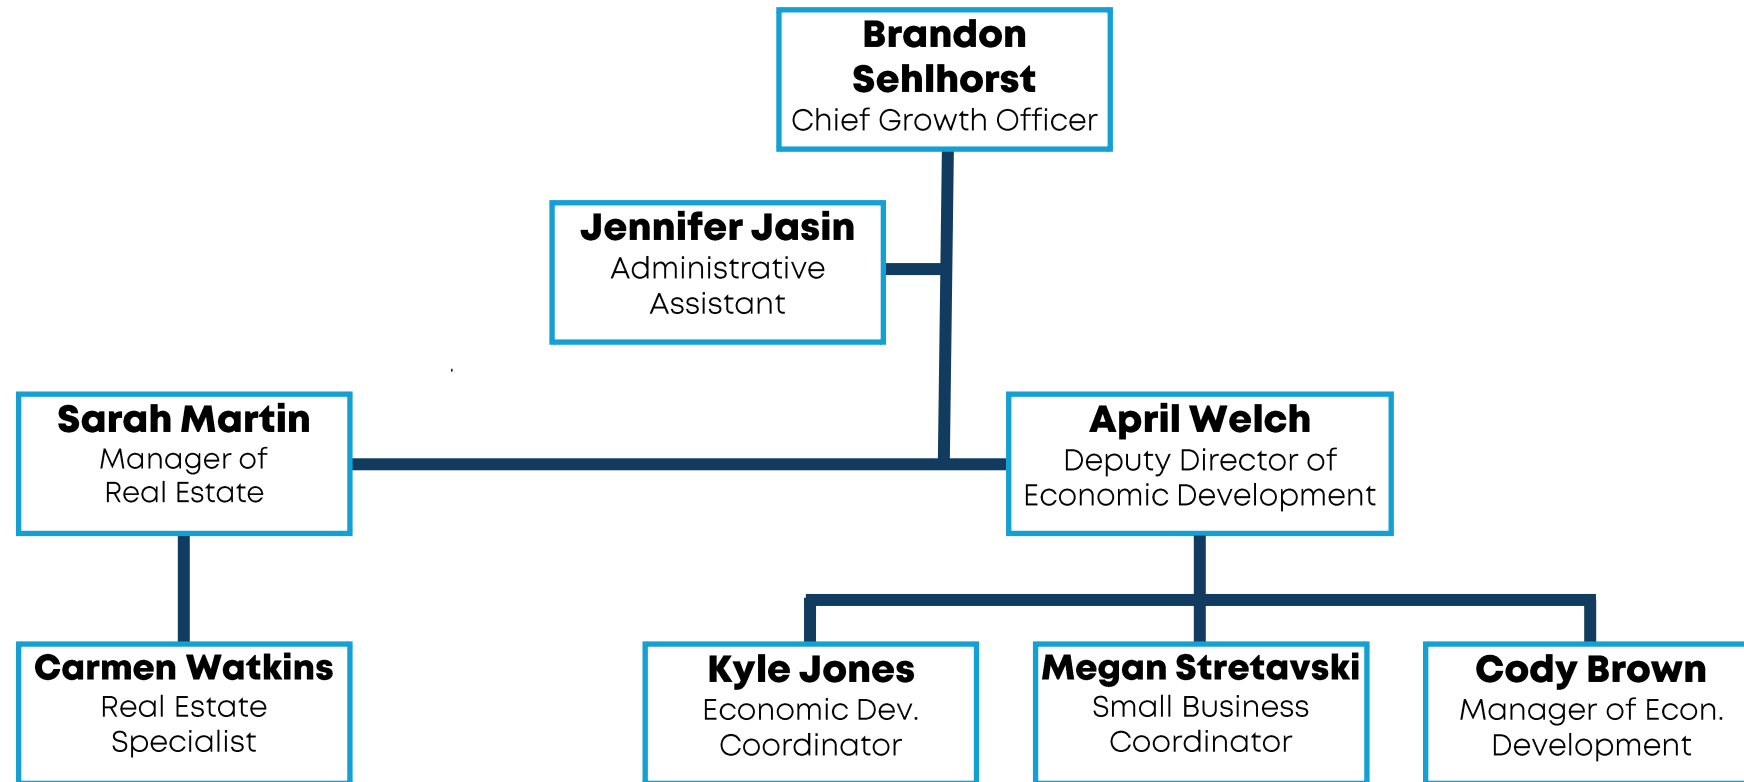 Brandon
Sehlhorst
Chief Growth Officer
Jennifer Jasin
Administrative
Assistant
Sarah Martin
Manager of
Real Estate
April Welch
Deputy Director of
Economic Development
Carmen Watkins
Real Estate
Specialist
Kyle Jones
Economic Dev.
Coordinator
Megan Stretavski
Small Business
Coordinator
Cody Brown
Manager of Econ.
Development